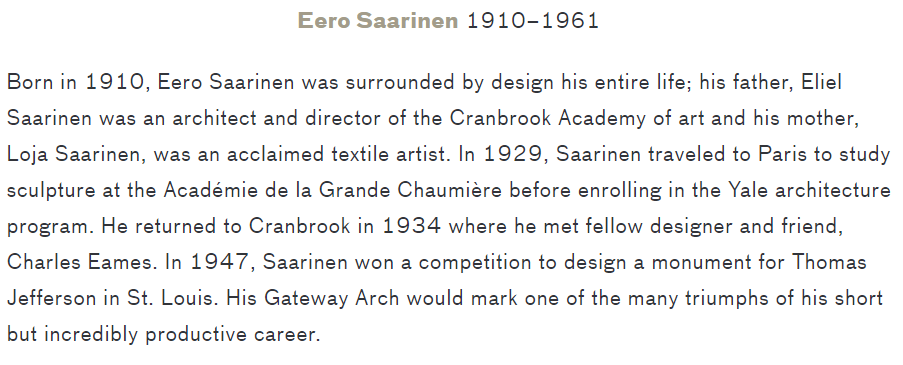 Eero Saarinen 1910–1961
Born in 1910, Eero Saarinen was surrounded by design his entire life; his father, Eliel
Saarinen was an architect and director of the Cranbrook Academy of art and his mother,
Loja Saarinen, was an acclaimed textile artist. In 1929, Saarinen traveled to Paris to study
sculpture at the Académie de la Grande Chaumière before enrolling in the Yale architecture
program. He returned to Cranbrook in 1934 where he met fellow designer and friend,
Charles Eames. In 1947, Saarinen won a competition to design a monument for Thomas
Jefferson in St. Louis. His Gateway Arch would mark one of the many triumphs of his short
but incredibly productive career.